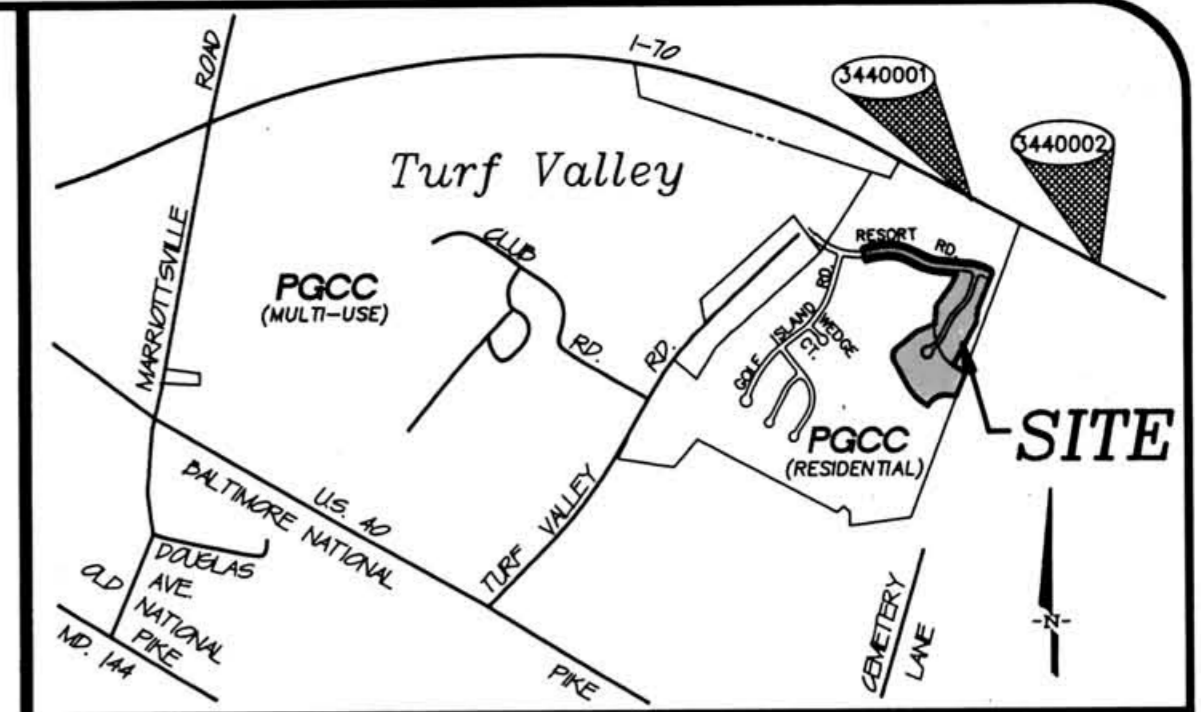 ROAD
I-70
3440001
3440002
Turf Valley
MARRIOTTSVILLE
CLUB
RD.
RESORT
RD.
PGCC
(MULTI-USE)
RD.
ISLAND
GOLF
WEDGE
CT.
RD.
SITE
PGCC
(RESIDENTIAL)
U.S. 40
BALTIMORE NATIONAL
PIKE
TURF VALLEY
DOUGLAS
AVE.
OLD
NATIONAL
PIKE
MD. 144
CEMETERY
LANE
-N-